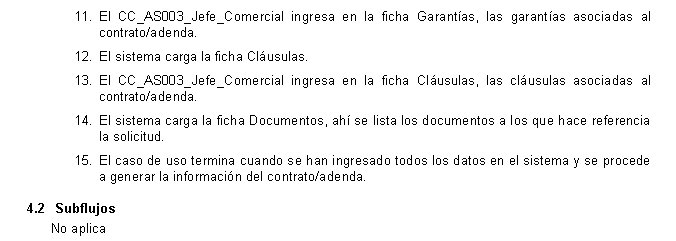 11. El CC_AS003_Jefe_Comercial ingresa en la ficha Garantías, las garantías asociadas al
contrato/adenda.
12. El sistema carga la ficha Cláusulas.
13. El CC_AS003_Jefe_Comercial ingresa en la ficha Cláusulas, las cláusulas asociadas al
contrato/adenda.
14. El sistema carga la ficha Documentos, ahí se lista los documentos a los que hace referencia
la solicitud.
15. El caso de uso termina cuando se han ingresado todos los datos en el sistema y se procede
a generar la información del contrato/adenda.
4.2 Subflujos
No aplica